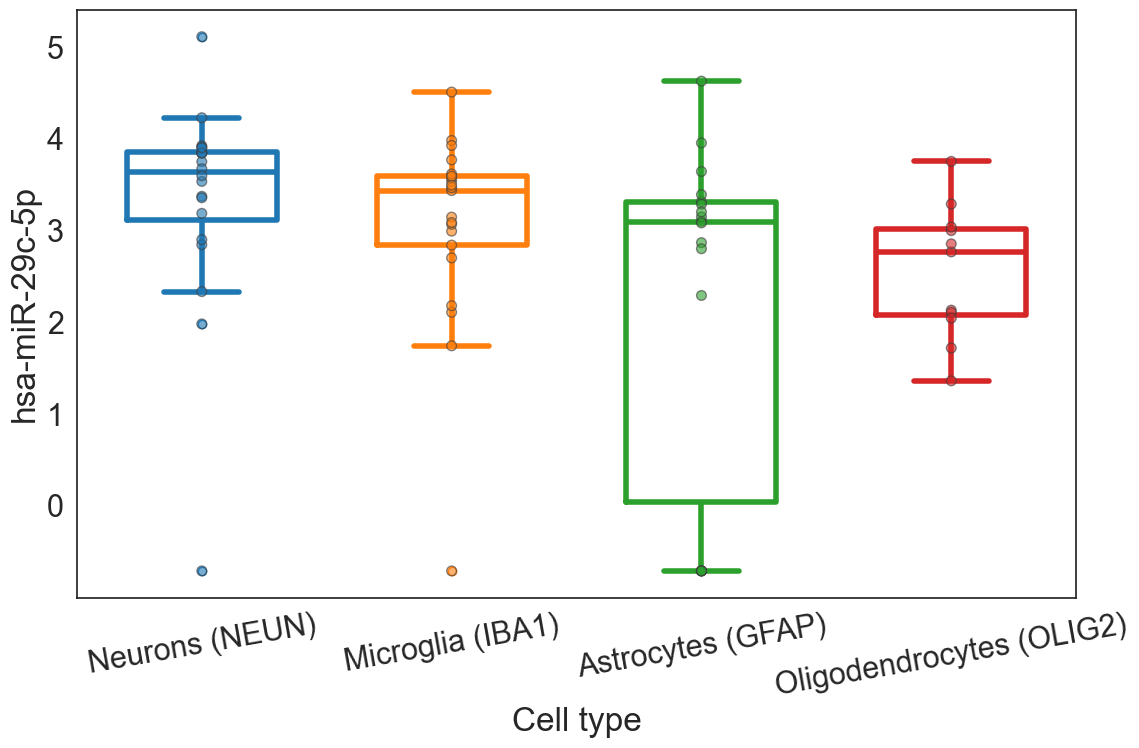 hsa-miR-29c-5p
5
4
3
2
1
0
Neurons (NEUN)
Microglia (IBA1)
Astrocytes (GFAP)
Oligodendrocytes (OLIG2)
Cell type